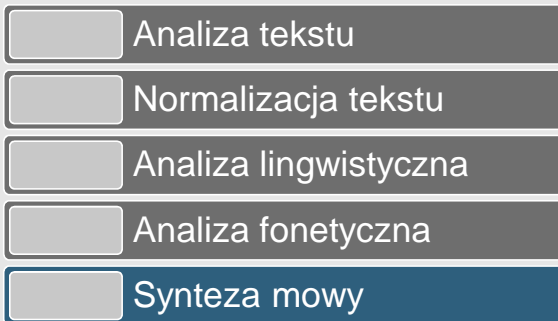 Analiza tekstu
Normalizacja tekstu
Analiza lingwistyczna
Analiza fonetyczna
Synteza mowy